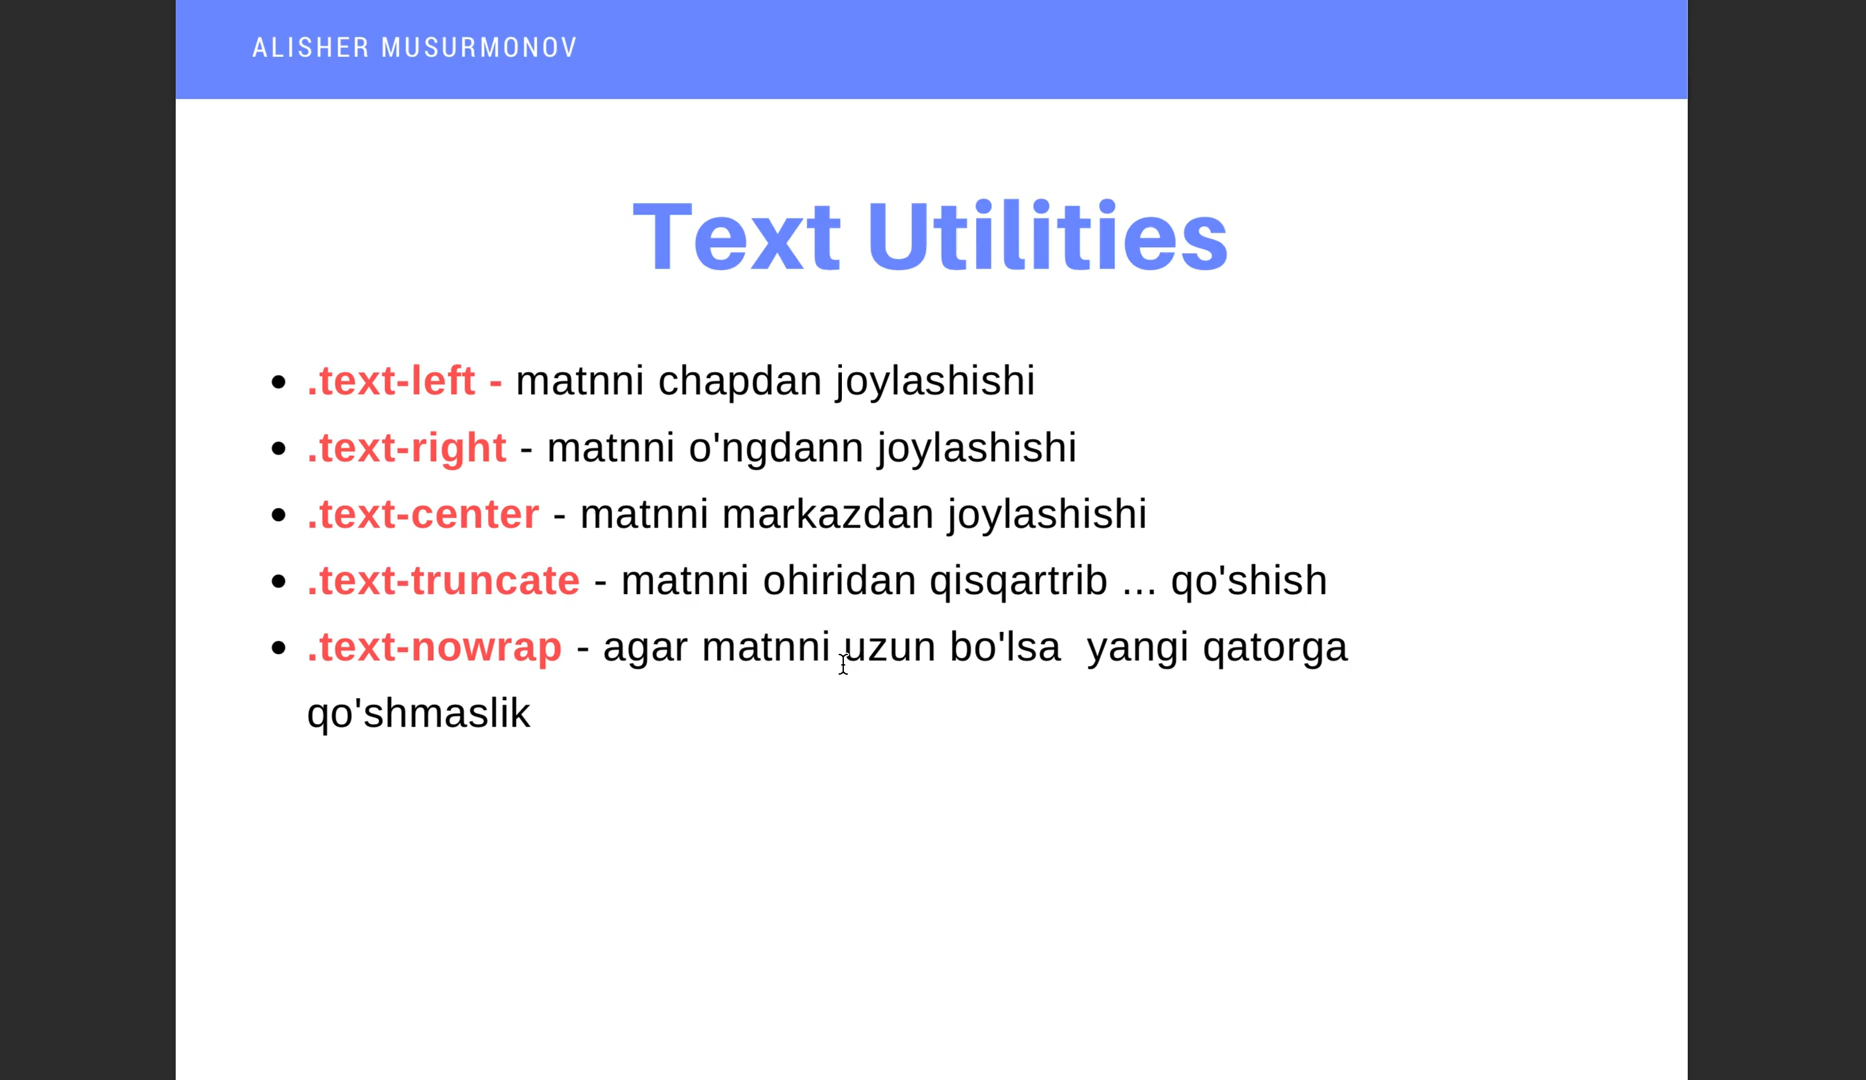 ALISHER MUSURMONOV
Text Utilities
• .text-left - matnni chapdan joylashishi
• .text-right - matnni o'ngdann joylashishi
• .text-center - matnni markazdan joylashishi
• .text-truncate - matnni ohiridan qisqartrib ... qo'shish
• .text-nowrap - agar matnni uzun bo'lsa  yangi qatorga
qo'shmaslik